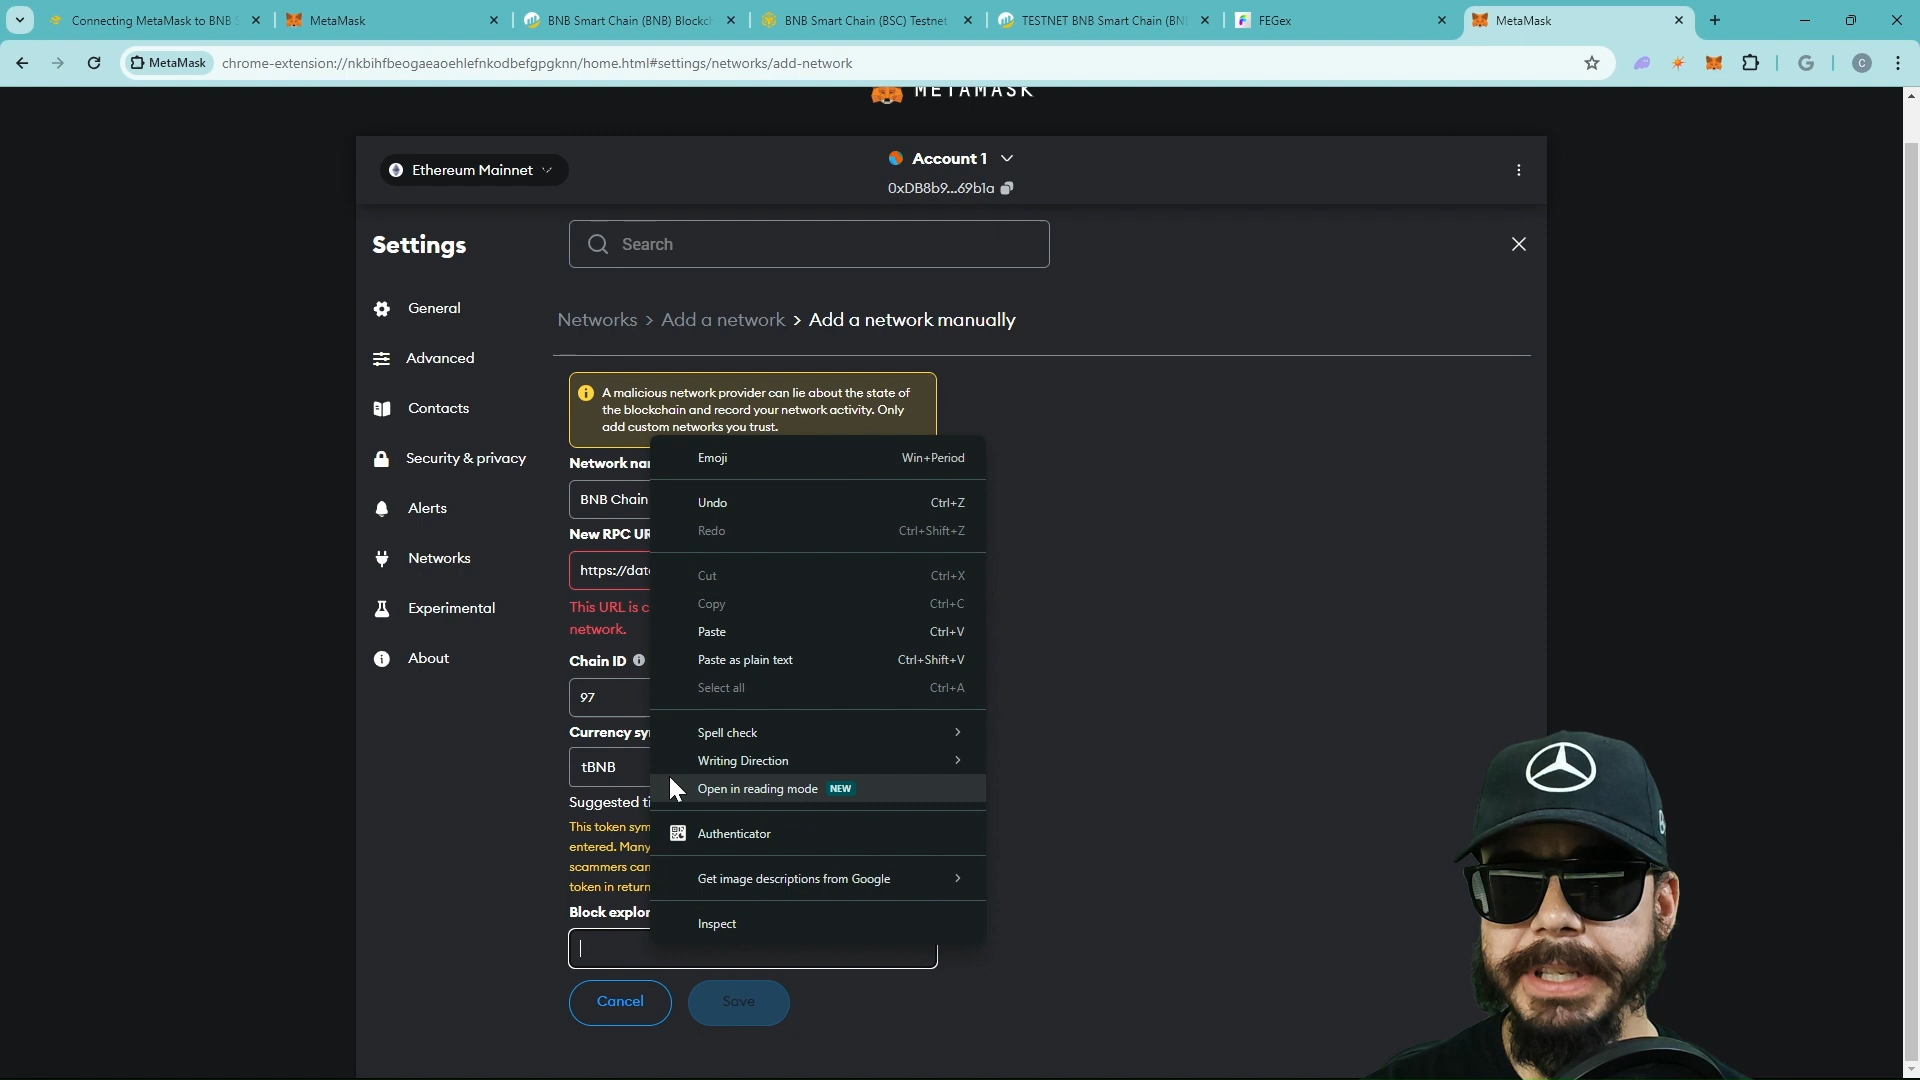 Connecting MetaMask to BNB S
MetaMask
BNB Smart Chain (BNB) Blockch
BNB Smart Chain (BSC) Testnet
TESTNET BNB Smart Chain (BN
FEGex
MetaMask
MetaMask
chrome-extension://nkbihfbeogaeaoehlefnkodbefgpgknn/home.html#settings/networks/add-network
G
C
METAMASK
Ethereum Mainnet
Account 1
0xDB8b9...69b1a
Settings
Search
General
Advanced
Contacts
Security & privacy
Alerts
Networks
Experimental
About
Networks > Add a network > Add a network manually
A malicious network provider can lie about the state of
the blockchain and record your network activity. Only
add custom networks you trust.
Network nam
BNB Chain
New RPC UR
https://data
This URL is c
network.
Chain ID
97
Currency sy
tBNB
Suggested ti
This token sym
entered. Many
scammers can
token in return
Block explor
Cancel
Save
Emoji Win+Period
Undo Ctrl+Z
Redo Ctrl+Shift+Z
Cut Ctrl+X
Copy Ctrl+C
Paste Ctrl+V
Paste as plain text Ctrl+Shift+V
Select all Ctrl+A
Spell check
Writing Direction
Open in reading mode NEW
Authenticator
Get image descriptions from Google
Inspect